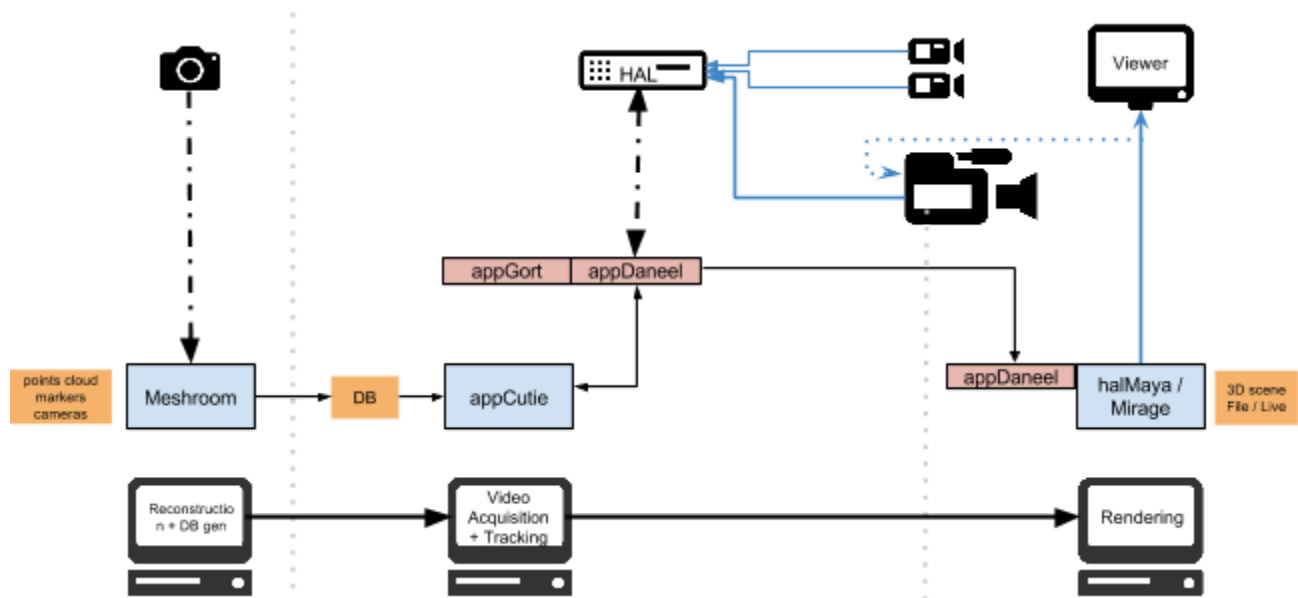 HAL
Viewer
appGort
appDaneel
points cloud
markers
cameras
Meshroom
DB
appCutie
appDaneel
halMaya /
Mirage
3D scene
File / Live
Reconstructio
n + DB gen
Video
Acquisition
+ Tracking
Rendering